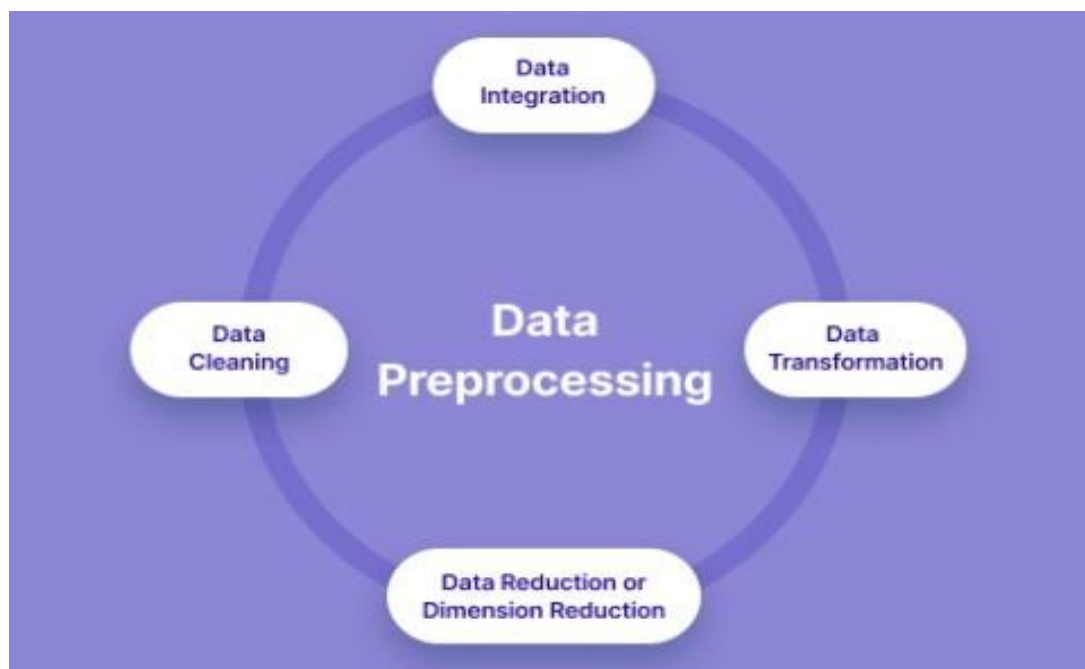 Data
Integration
Data
Cleaning
Data
Preprocessing
Data
Transformation
Data Reduction or
Dimension Reduction